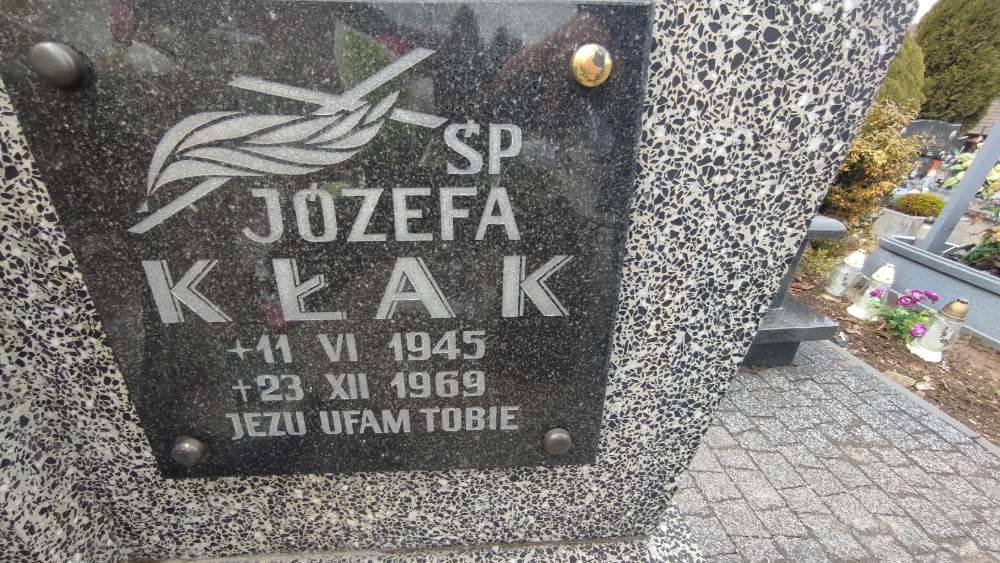 ŚP
JÓZEFA
KŁAK
+11 VI 1945
+23 XII 1969
JEZU UFAM TOBIE